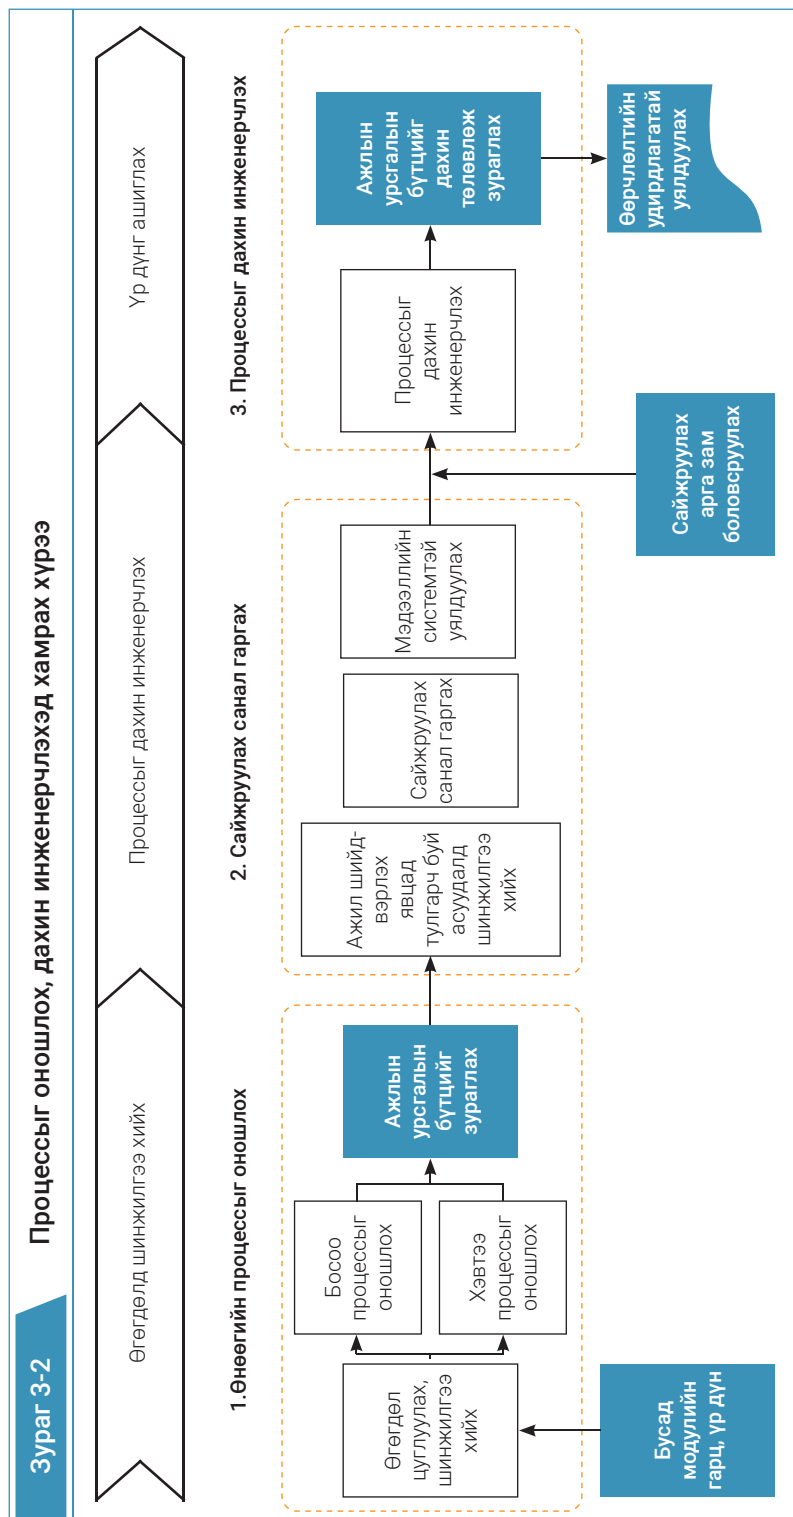 Зураг 3-2
Процессыг оношлох, дахин инженерчлэхэд хамрах хүрээ
Өгөгдөлд шинжилгээ хийх
Процессыг дахин инженерчлэх
Үр дүнг ашиглах
1.Өнөөгийн процессыг оношлох
2. Сайжруулах санал гаргах
3. Процессыг дахин инженерчлэх
Өгөгдөл
цуглуулах,
шинжилгээ
хийх
Босоо
процессыг
оношлох
Хэвтээ
процессыг
оношлох
Ажлын
урсгалын
бүтцийг
зураглах
Ажил шийд-
вэрлэх
явцад
тулгарч буй
асуудалд
шинжилгээ
хийх
Сайжруулах
санал гаргах
Мэдээллийн
системтэй
уялдуулах
Процессыг
дахин
инженерчлэх
Ажлын
урсгалын
бүтцийг
дахин
төлөвлөж
зураглах
Бусад
модулийн
гарц, үр дүн
Сайжруулах
арга зам
боловсруулах
Өөрчлөлтийн
удирдлагатай
уялдуулах